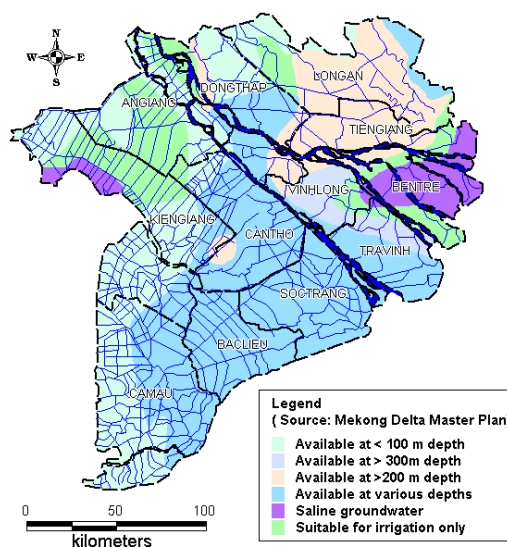 N
W E
S
LONGAN
DONGTHAP
ANGIANG
TIENGIANG
VINHLONG
BENTRE
KIENGIANG
CANTHO
TRAVINH
SOCTRANG
BACLIEU
CAMAU
Legend
( Source: Mekong Delta Master Plan)
Available at < 100 m depth
Available at > 300m depth
Available at >200 m depth
Available at various depths
Saline groundwater
Suitable for irrigation only
0 50 100
kilometers